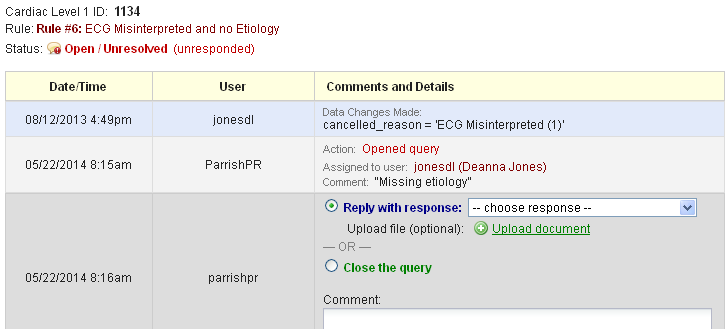 Cardiac Level 1 ID: 1134
Rule: Rule #6: ECG Misinterpreted and no Etiology
Status: Open / Unresolved (unresponded)
Date/Time User Comments and Details
08/12/2013 4:49pm jonesdl Data Changes Made:
cancelled_reason = 'ECG Misinterpreted (1)'
05/22/2014 8:15am ParrishPR Action: Opened query
Assigned to user: jonesdl (Deanna Jones)
Comment: "Missing etiology"
Reply with response: -- choose response --
Upload file (optional): Upload document
— OR —
05/22/2014 8:16am parrishpr Close the query
Comment: